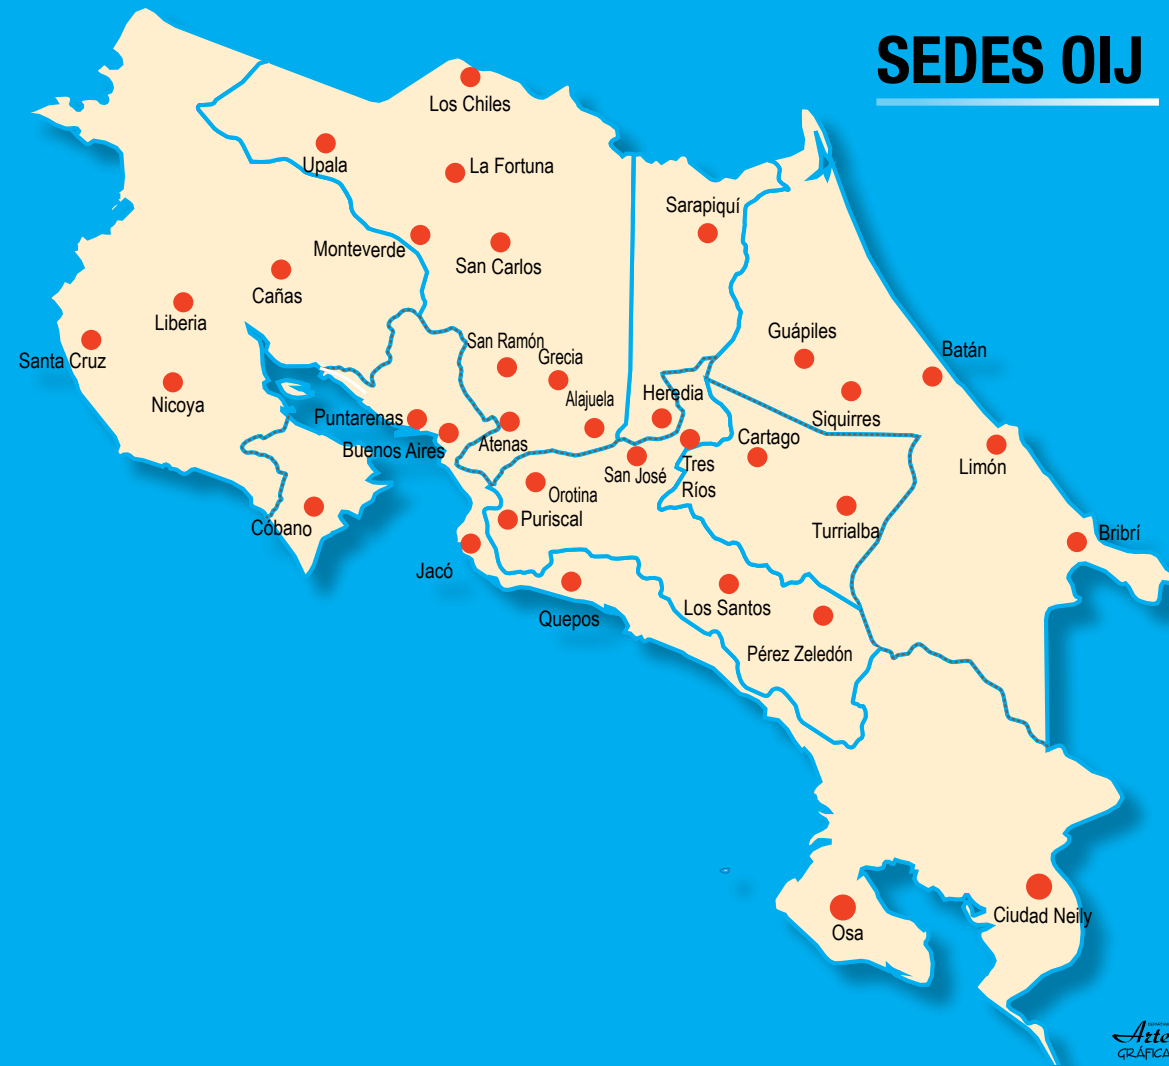 SEDES OIJ
Los Chiles
Upala
La Fortuna
Sarapiquí
Monteverde
San Carlos
Cañas
Liberia
Guápiles
San Ramón
Grecia
Batán
Santa Cruz
Nicoya
Alajuela
Heredia
Siquirres
Puntarenas
Buenos Aires
Atenas
Cartago
Limón
San José
Tres
Ríos
Orotina
Puriscal
Cóbano
Turrialba
Bribrí
Jacó
Quepos
Los Santos
Pérez Zeledón
Osa
Ciudad Neily
Arte
GRÁFICA